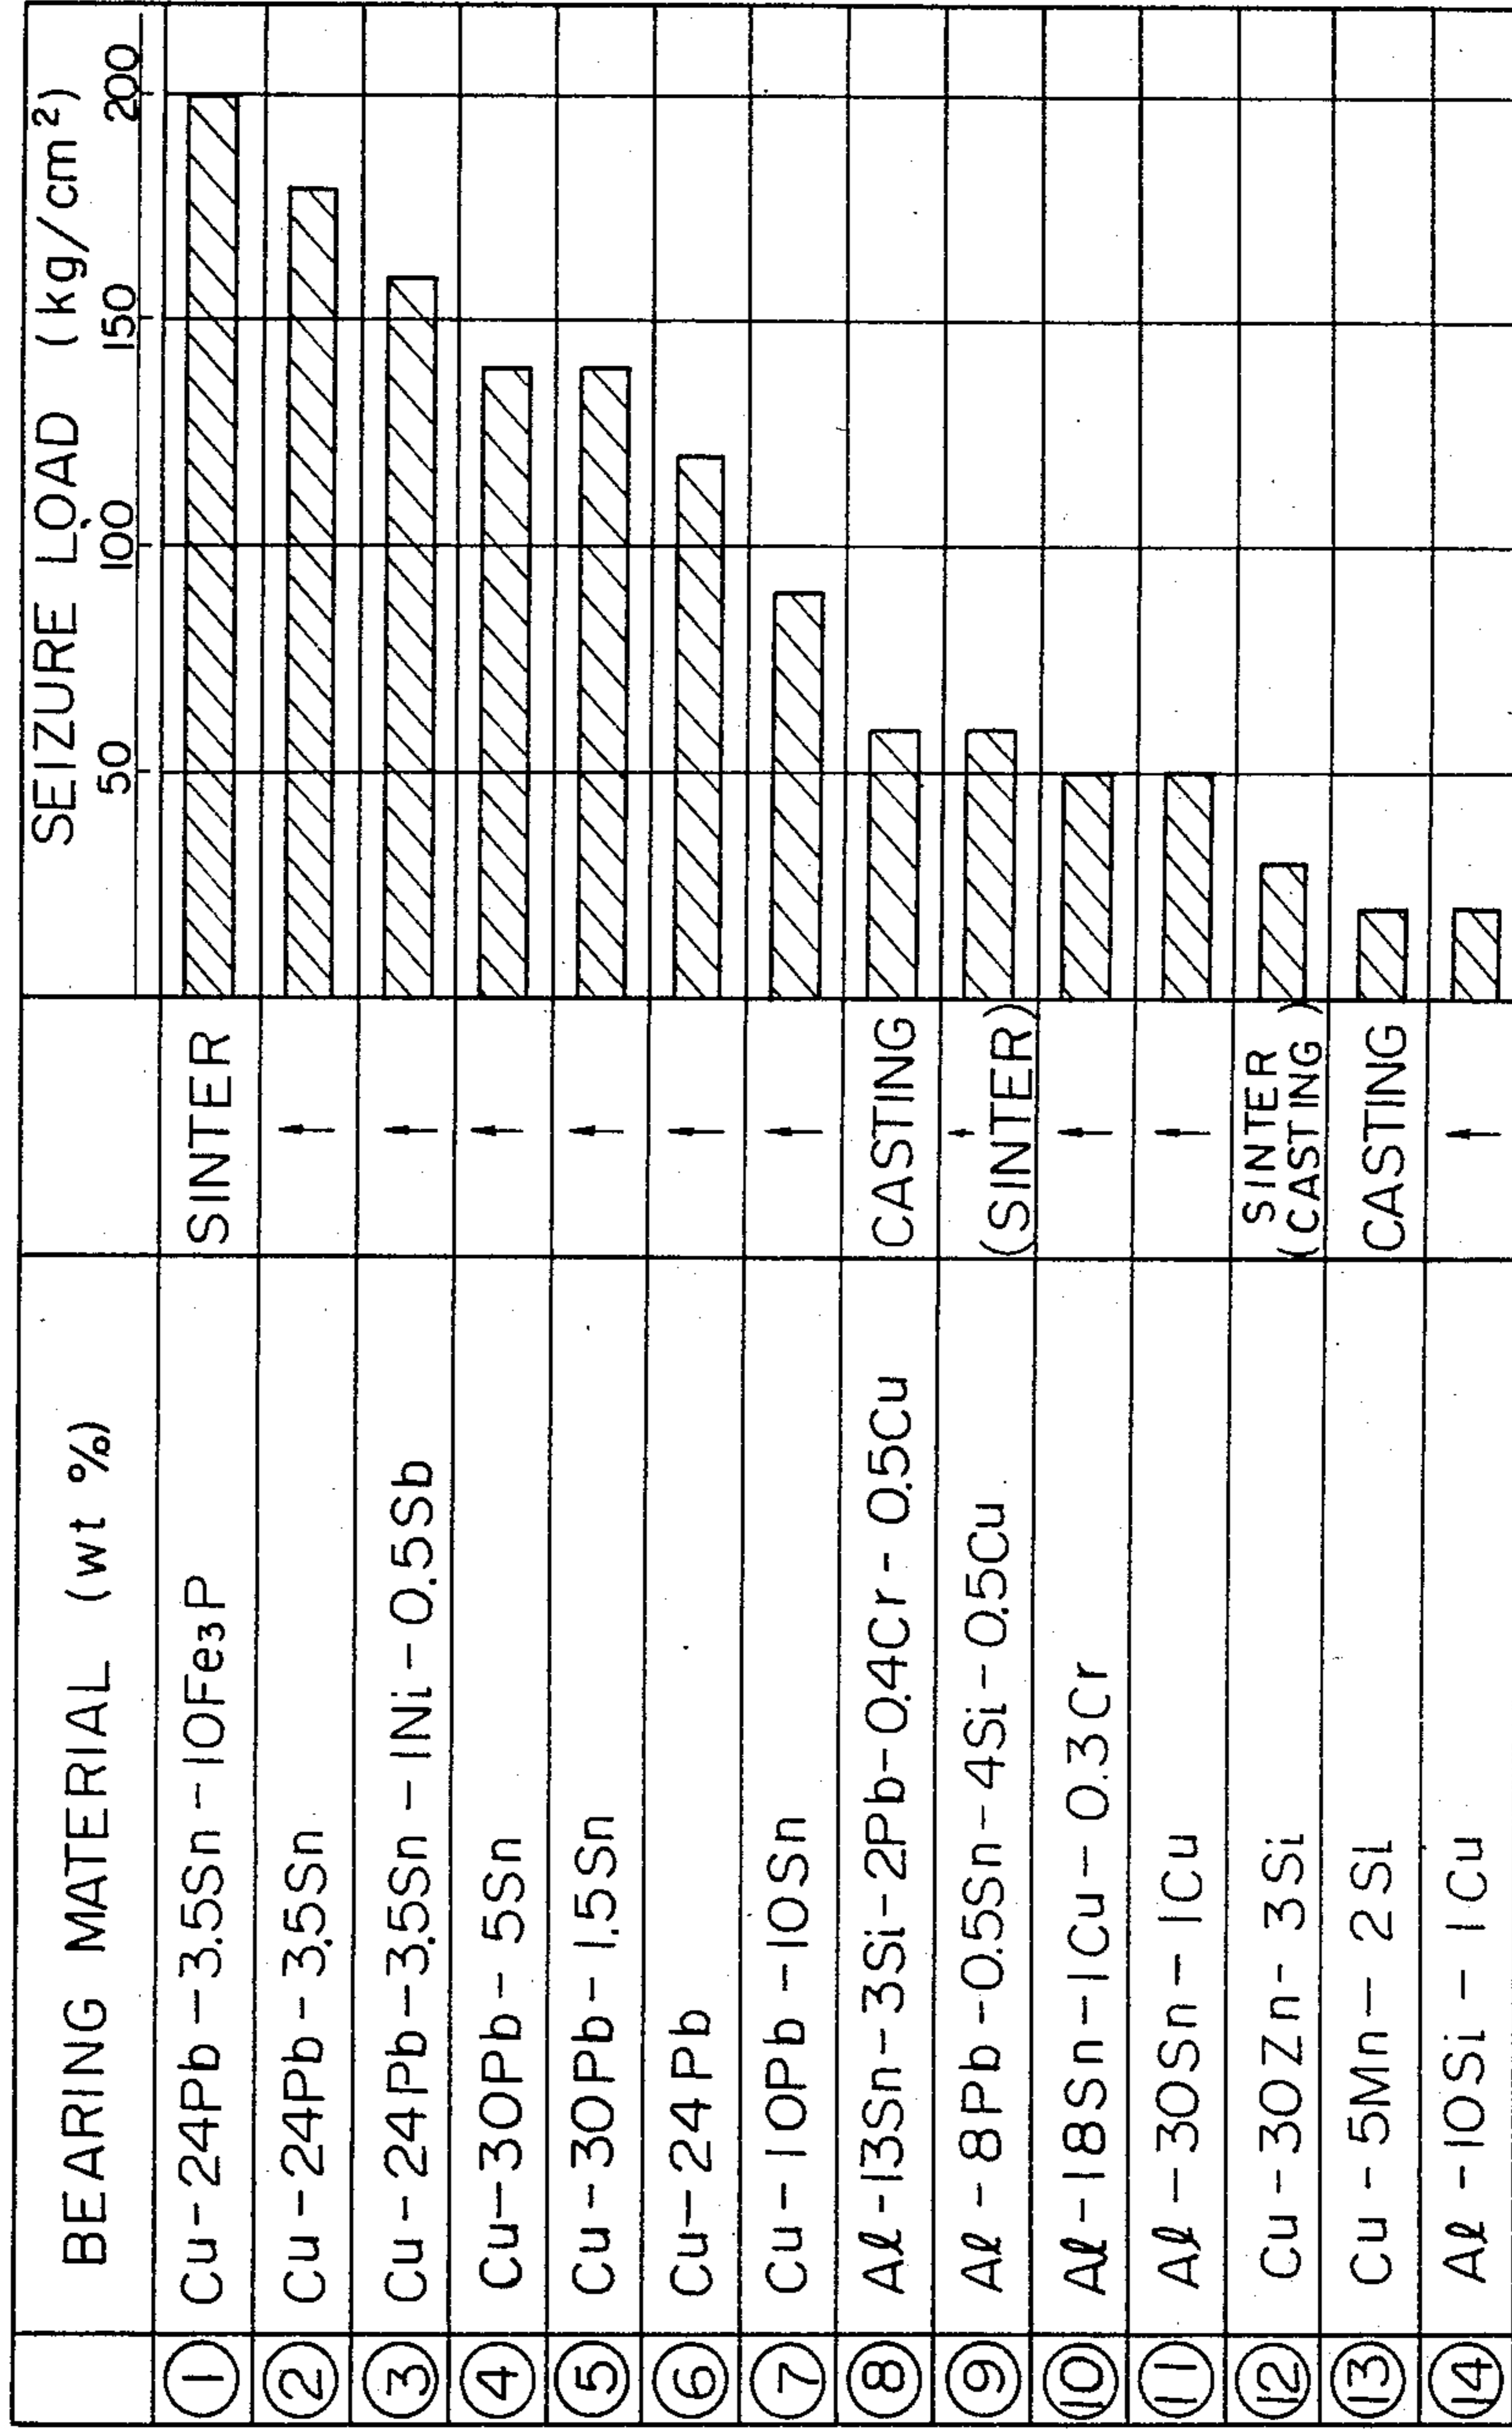 BEARING MATERIAL (wt %)
SEIZURE LOAD (kg/cm²)
50 100 150 200
① Cu-24Pb-3.5Sn-10Fe₃P SINTER
② Cu-24Pb-3.5Sn ↑
③ Cu-24Pb-3.5Sn-1Ni-0.5Sb ↑
④ Cu-30Pb-5Sn ↑
⑤ Cu-30Pb-1.5Sn ↑
⑥ Cu-24Pb ↑
⑦ Cu-10Pb-10Sn ↑
⑧ Al-13Sn-3Si-2Pb-0.4Cr-0.5Cu CASTING
⑨ Al-8Pb-0.5Sn-4Si-0.5Cu ↑
(SINTER)
⑩ Al-18Sn-1Cu-0.3Cr ↑
⑪ Al-30Sn-1Cu ↑
⑫ Cu-30Zn-3Si SINTER
(CASTING)
⑬ Cu-5Mn-2Si CASTING
⑭ Al-10Si-1Cu ↑